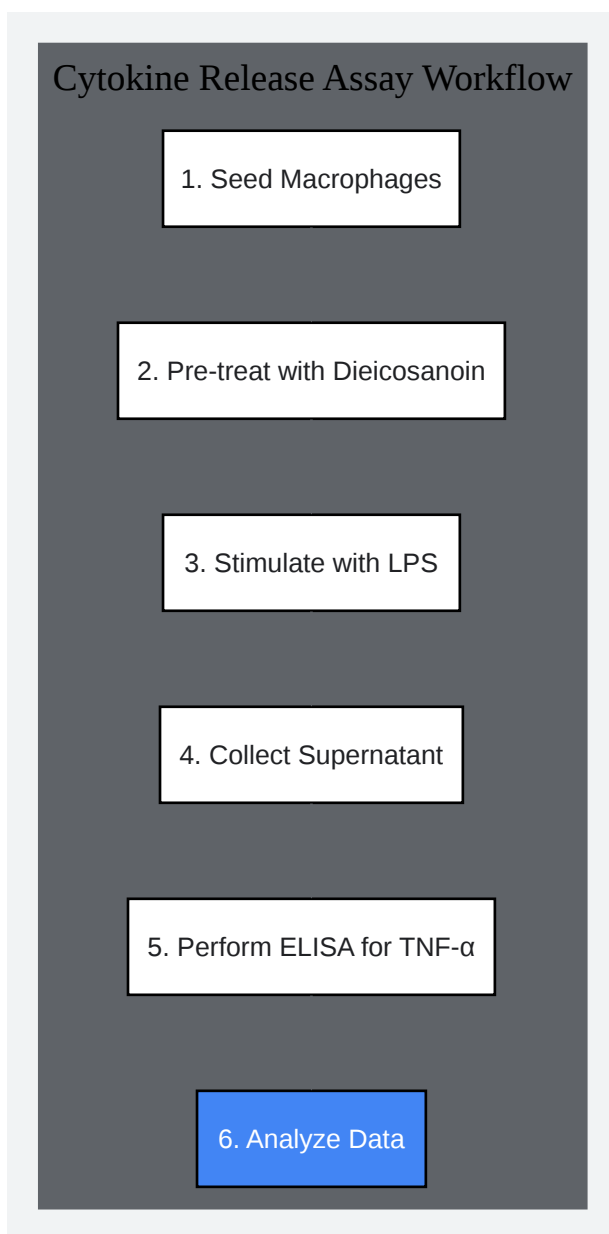 Cytokine Release Assay Workflow
1. Seed Macrophages
2. Pre-treat with Dieicosanoin
3. Stimulate with LPS
4. Collect Supernatant
5. Perform ELISA for TNF-α
6. Analyze Data